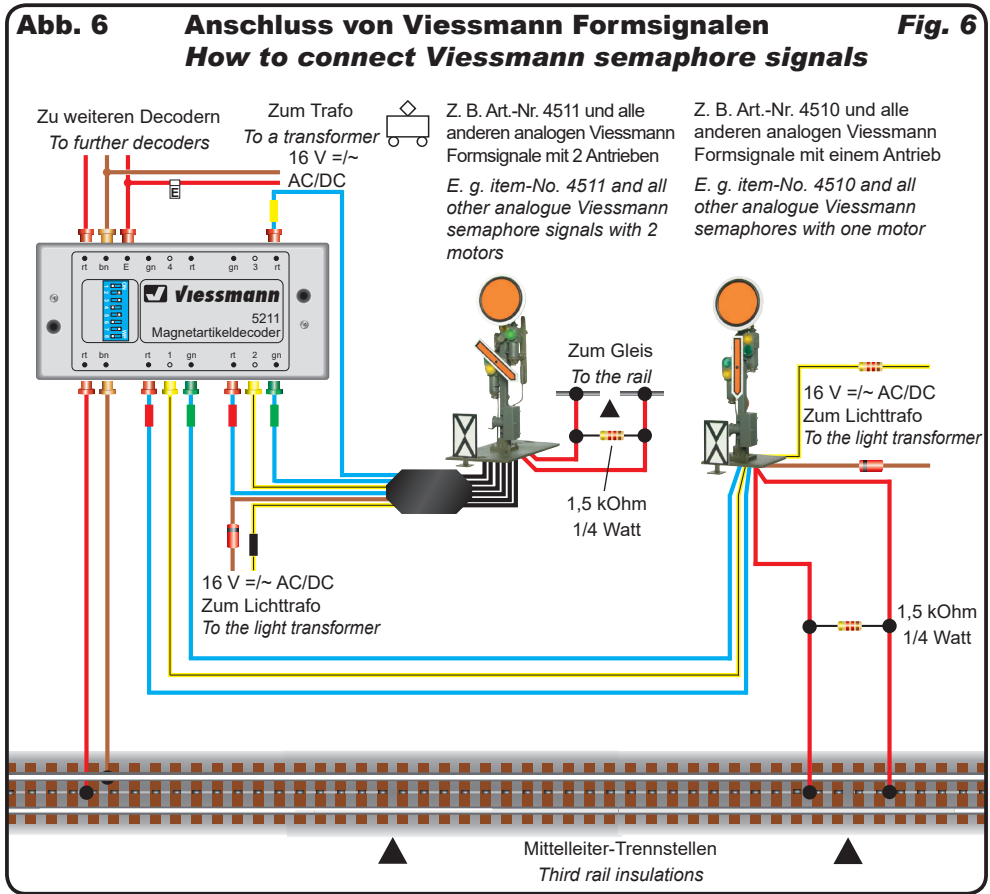 Abb. 6
Anschluss von Viessmann Formsignalen
Fig. 6
How to connect Viessmann semaphore signals
Zu weiteren Decodern
To further decoders
Zum Trafo
To a transformer
16 V =/~
AC/DC
E
Z. B. Art.-Nr. 4511 und alle
anderen analogen Viessmann
Formsignale mit 2 Antrieben
E. g. item-No. 4511 and all
other analogue Viessmann
semaphore signals with 2
motors
Z. B. Art.-Nr. 4510 und alle
anderen analogen Viessmann
Formsignale mit einem Antrieb
E. g. item-No. 4510 and all
other analogue Viessmann
semaphores with one motor
rt bn E gn 4 rt gn 3 rt
Viessmann
5211
Magnetartikeldecoder
rt bn rt 1 gn rt 2 gn
Zum Gleis
To the rail
1,5 kOhm
1/4 Watt
16 V =/~ AC/DC
Zum Lichttrafo
To the light transformer
16 V =/~ AC/DC
Zum Lichttrafo
To the light transformer
1,5 kOhm
1/4 Watt
Mittelleiter-Trennstellen
Third rail insulations